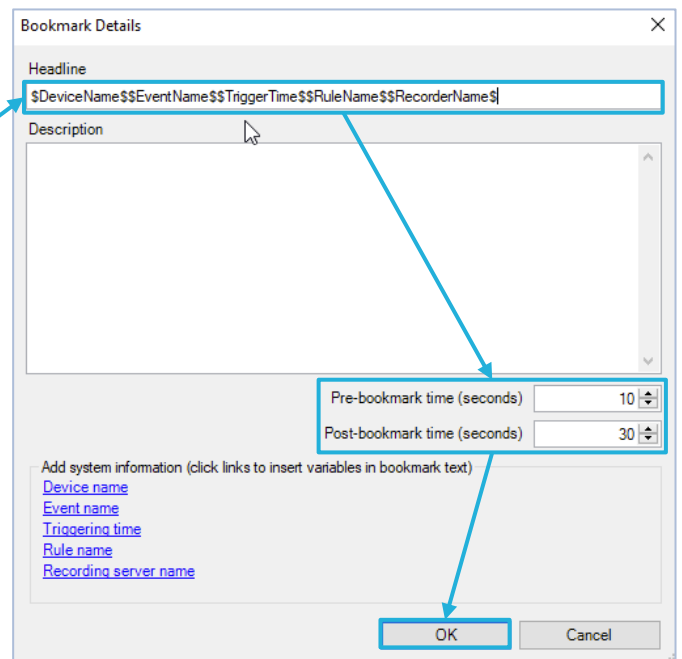 Bookmark Details
Headline
$DeviceName$$EventName$$TriggerTime$$RuleName$$RecorderName$
Description
Pre-bookmark time (seconds) 10
Post-bookmark time (seconds) 30
Add system information (click links to insert variables in bookmark text)
Device name
Event name
Triggering time
Rule name
Recording server name
OK Cancel